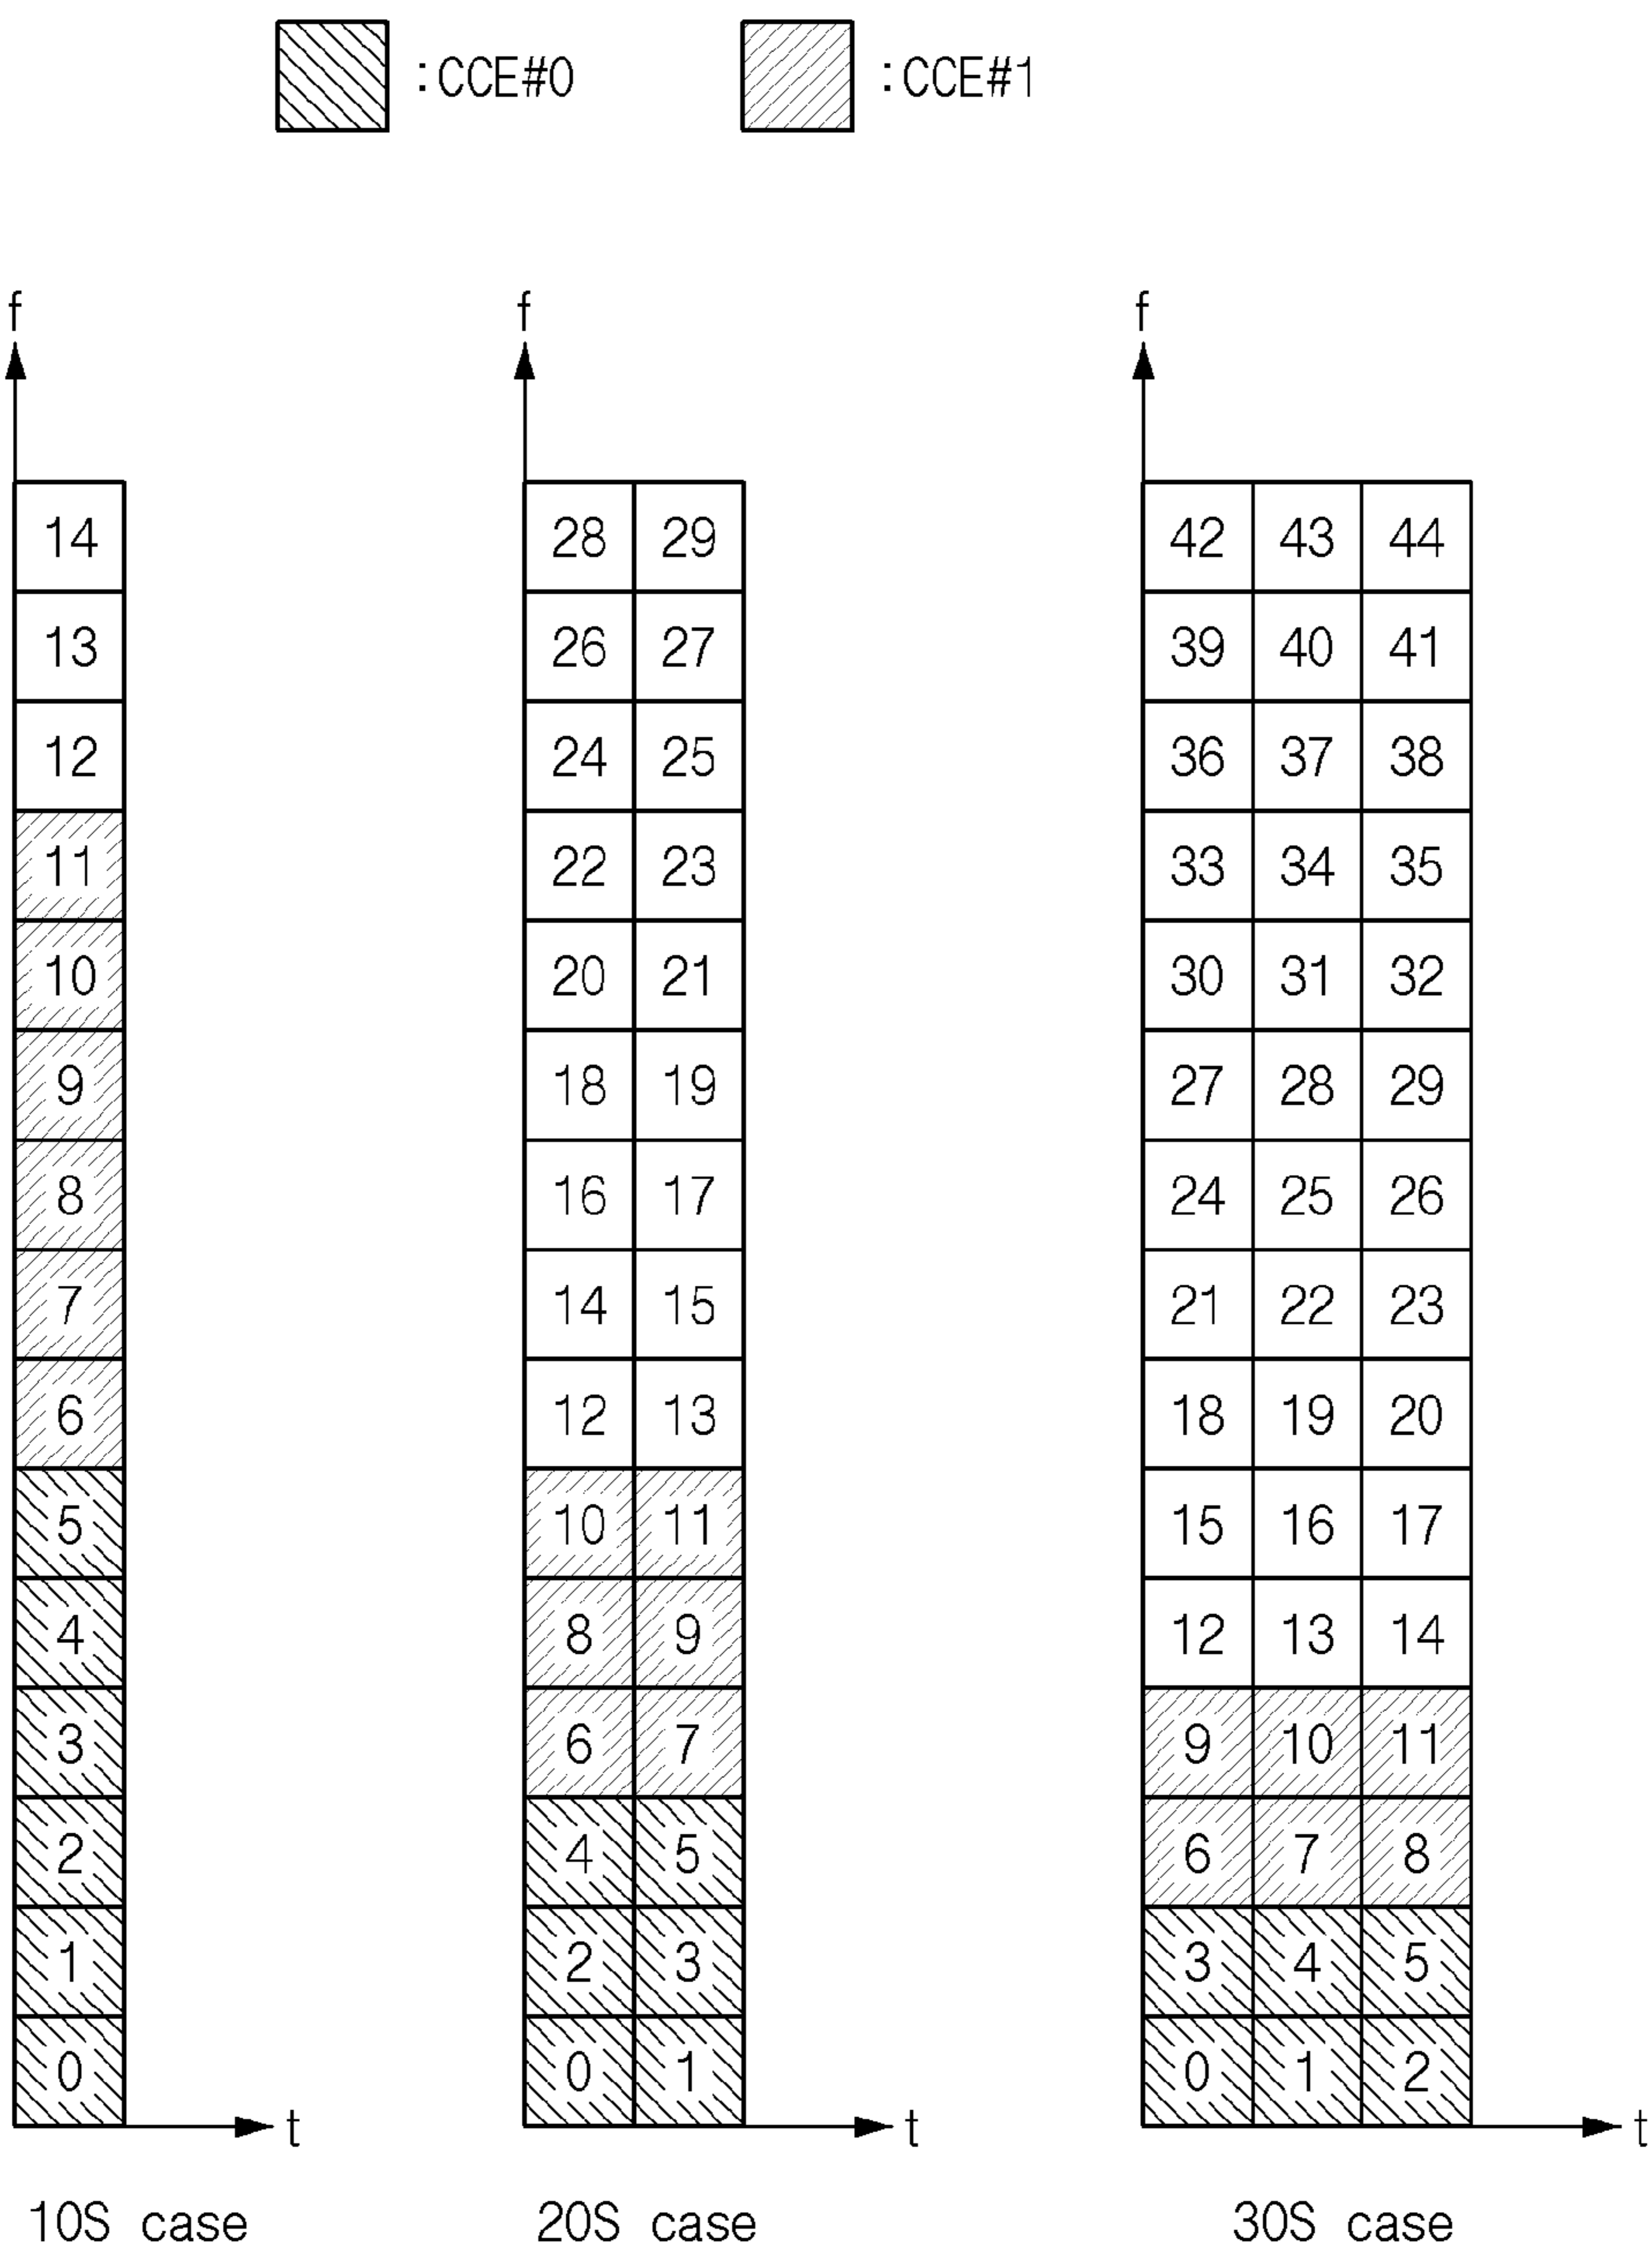 :CCE#0 :CCE#1
f f f
14 28 29 42 43 44
13 26 27 39 40 41
12 24 25 36 37 38
11 22 23 33 34 35
10 20 21 30 31 32
9 18 19 27 28 29
8 16 17 24 25 26
7 14 15 21 22 23
6 12 13 18 19 20
5 10 11 15 16 17
4 8 9 12 13 14
3 6 7 9 10 11
2 4 5 6 7 8
1 2 3 3 4 5
0 0 1 0 1 2
t t t
10S case 20S case 30S case